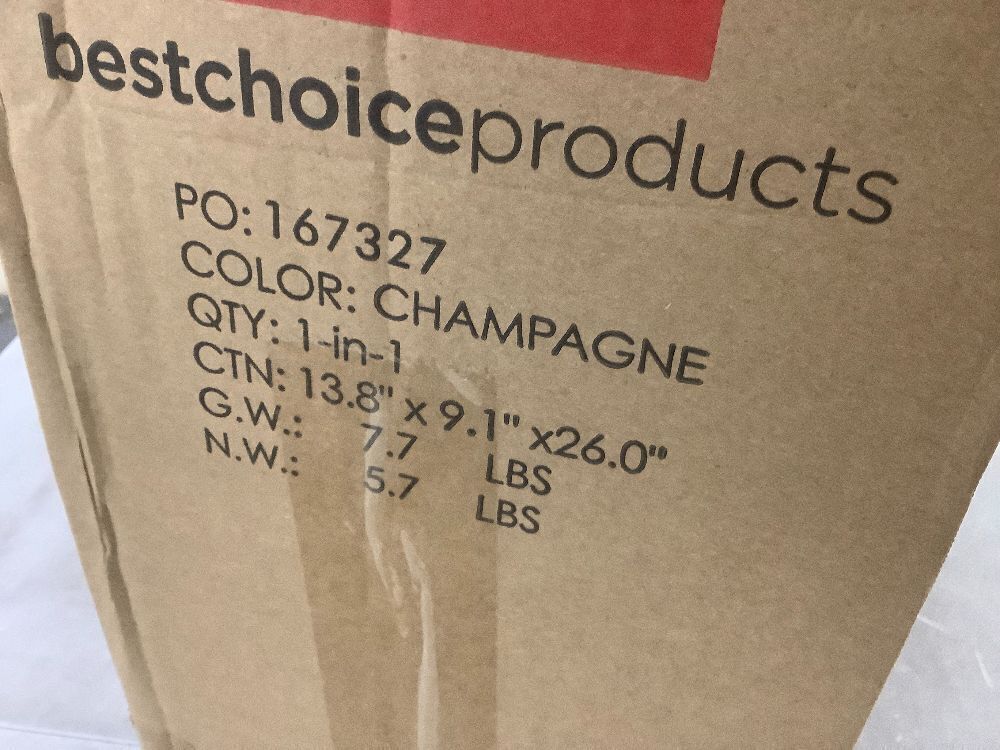 bestchoiceproducts
PO: 167327
COLOR: CHAMPAGNE
QTY: 1-in-1
CTN: 13.8" x 9.1" x26.0"
G.W.: 7.7 LBS
N.W.: 5.7 LBS